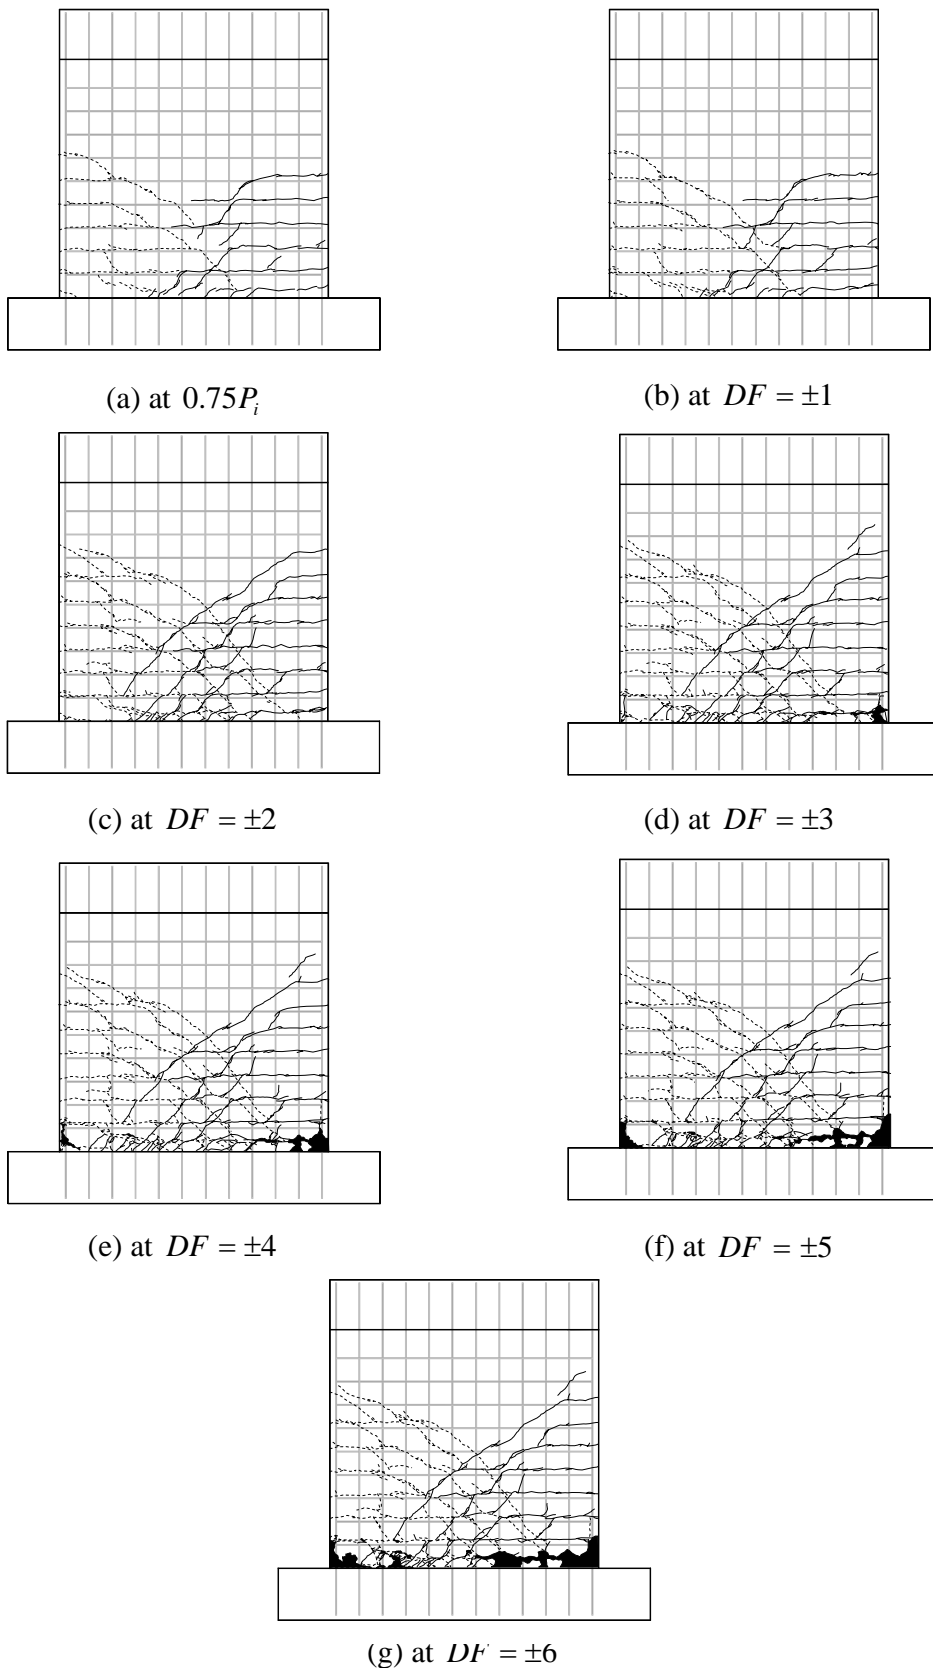 (a) at 0.75Pᵢ
(b) at DF = ±1
(c) at DF = ±2
(d) at DF = ±3
(e) at DF = ±4
(f) at DF = ±5
(g) at DF = ±6